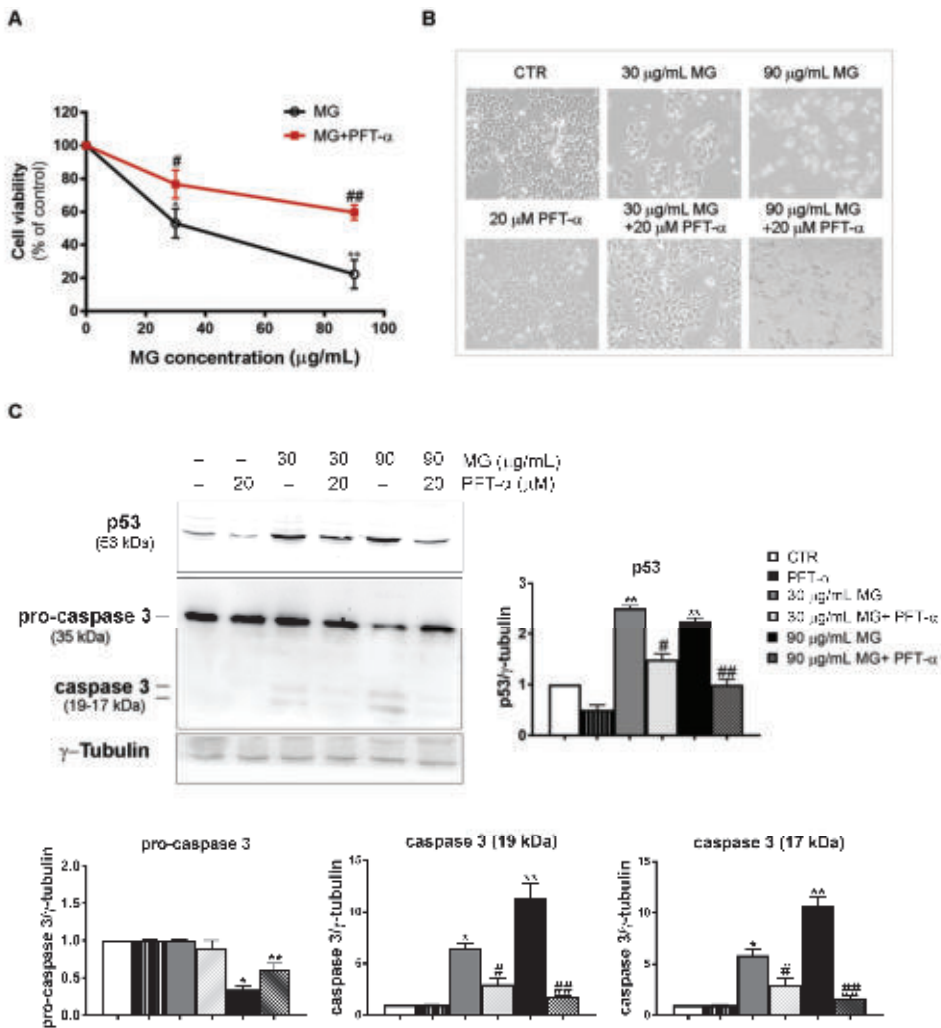 A
B
MG
MG+PFT-α
120
100
80
60
40
20
0
0 20 40 60 80 100
Cell viability
(% of control)
MG concentration (µg/mL)
#
##
*
**
CTR
30 µg/mL MG
90 µg/mL MG
20 µM PFT-α
30 µg/mL MG
+20 µM PFT-α
90 µg/mL MG
+20 µM PFT-α
C
– – 30 30 90 90 MG (µg/mL)
– 20 – 20 – 20 PFT-α (µM)
p53
(53 kDa)
pro-caspase 3
(35 kDa)
caspase 3
(19-17 kDa)
γ–Tubulin
p53
p53/γ-tubulin
3
2
1
0
**
#
**
##
CTR
PFT-α
30 µg/mL MG
30 µg/mL MG+ PFT-α
90 µg/mL MG
90 µg/mL MG+ PFT-α
pro-caspase 3
pro-caspase 3/γ-tubulin
2.0
1.5
1.0
0.5
0.0
*
**
caspase 3 (19 kDa)
caspase 3/γ-tubulin
15
10
5
0
*
#
**
##
caspase 3 (17 kDa)
caspase 3/γ-tubulin
15
10
5
0
*
#
**
##